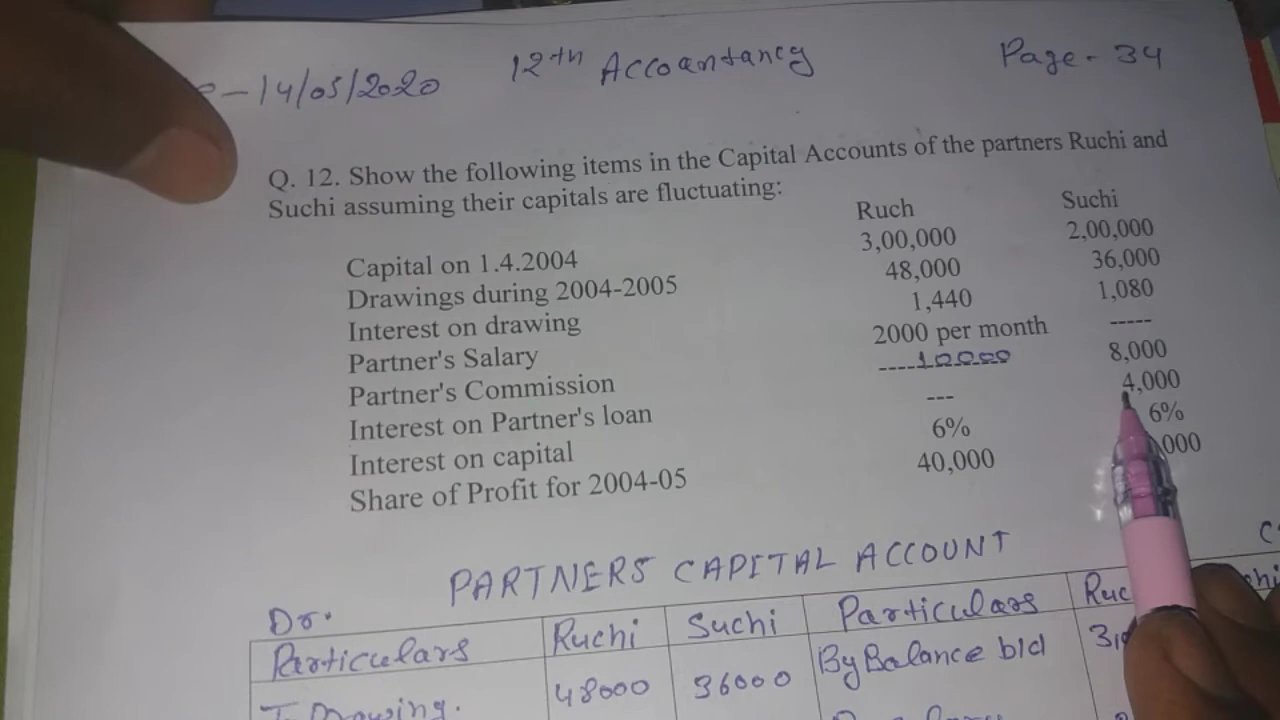 14/05/2020 12th Accoantancy Page - 34
Q. 12. Show the following items in the Capital Accounts of the partners Ruchi and
Suchi assuming their capitals are fluctuating:
Ruch Suchi
Capital on 1.4.2004 3,00,000 2,00,000
Drawings during 2004-2005 48,000 36,000
Interest on drawing 1,440 1,080
Partner's Salary 2000 per month -----
Partner's Commission ----10000 8,000
Interest on Partner's loan --- 4,000
Interest on capital 6% 6%
Share of Profit for 2004-05 40,000 000
PARTNERS CAPITAL ACCOUNT
Dr.
Particulars Ruchi Suchi Particulars Ruc
48000 36000 By Balance b/d